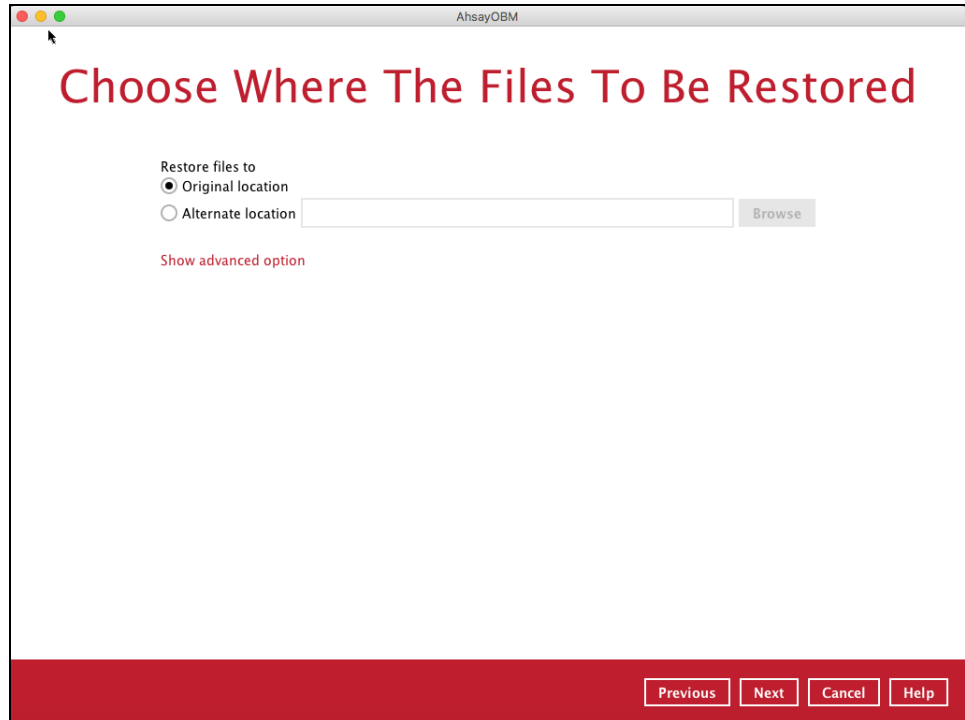 AhsayOBM
Choose Where The Files To Be Restored
Restore files to
Original location
Alternate location Browse
Show advanced option
Previous Next Cancel Help